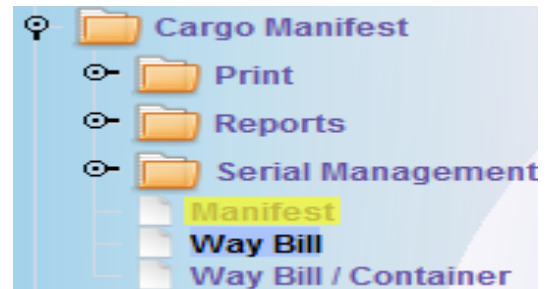 Cargo Manifest
Print
Reports
Serial Management
Manifest
Way Bill
Way Bill / Container